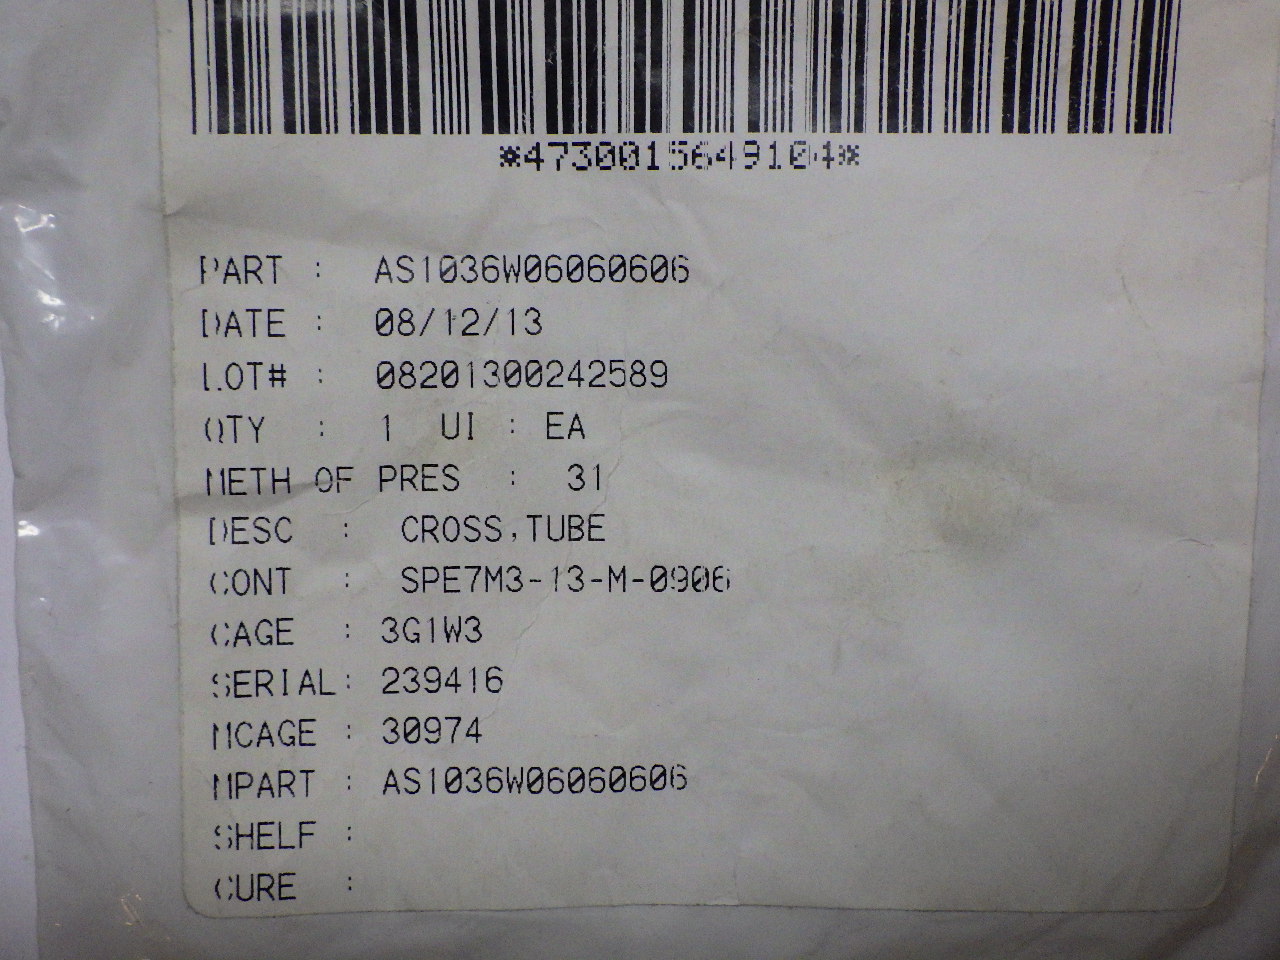 *4730015649104*
PART : AS1036W06060606
DATE : 08/12/13
LOT# : 08201300242589
QTY : 1 UI : EA
METH OF PRES : 31
DESC : CROSS,TUBE
CONT : SPE7M3-13-M-0906
CAGE : 3G1W3
SERIAL: 239416
MCAGE : 30974
MPART : AS1036W06060606
SHELF :
CURE :